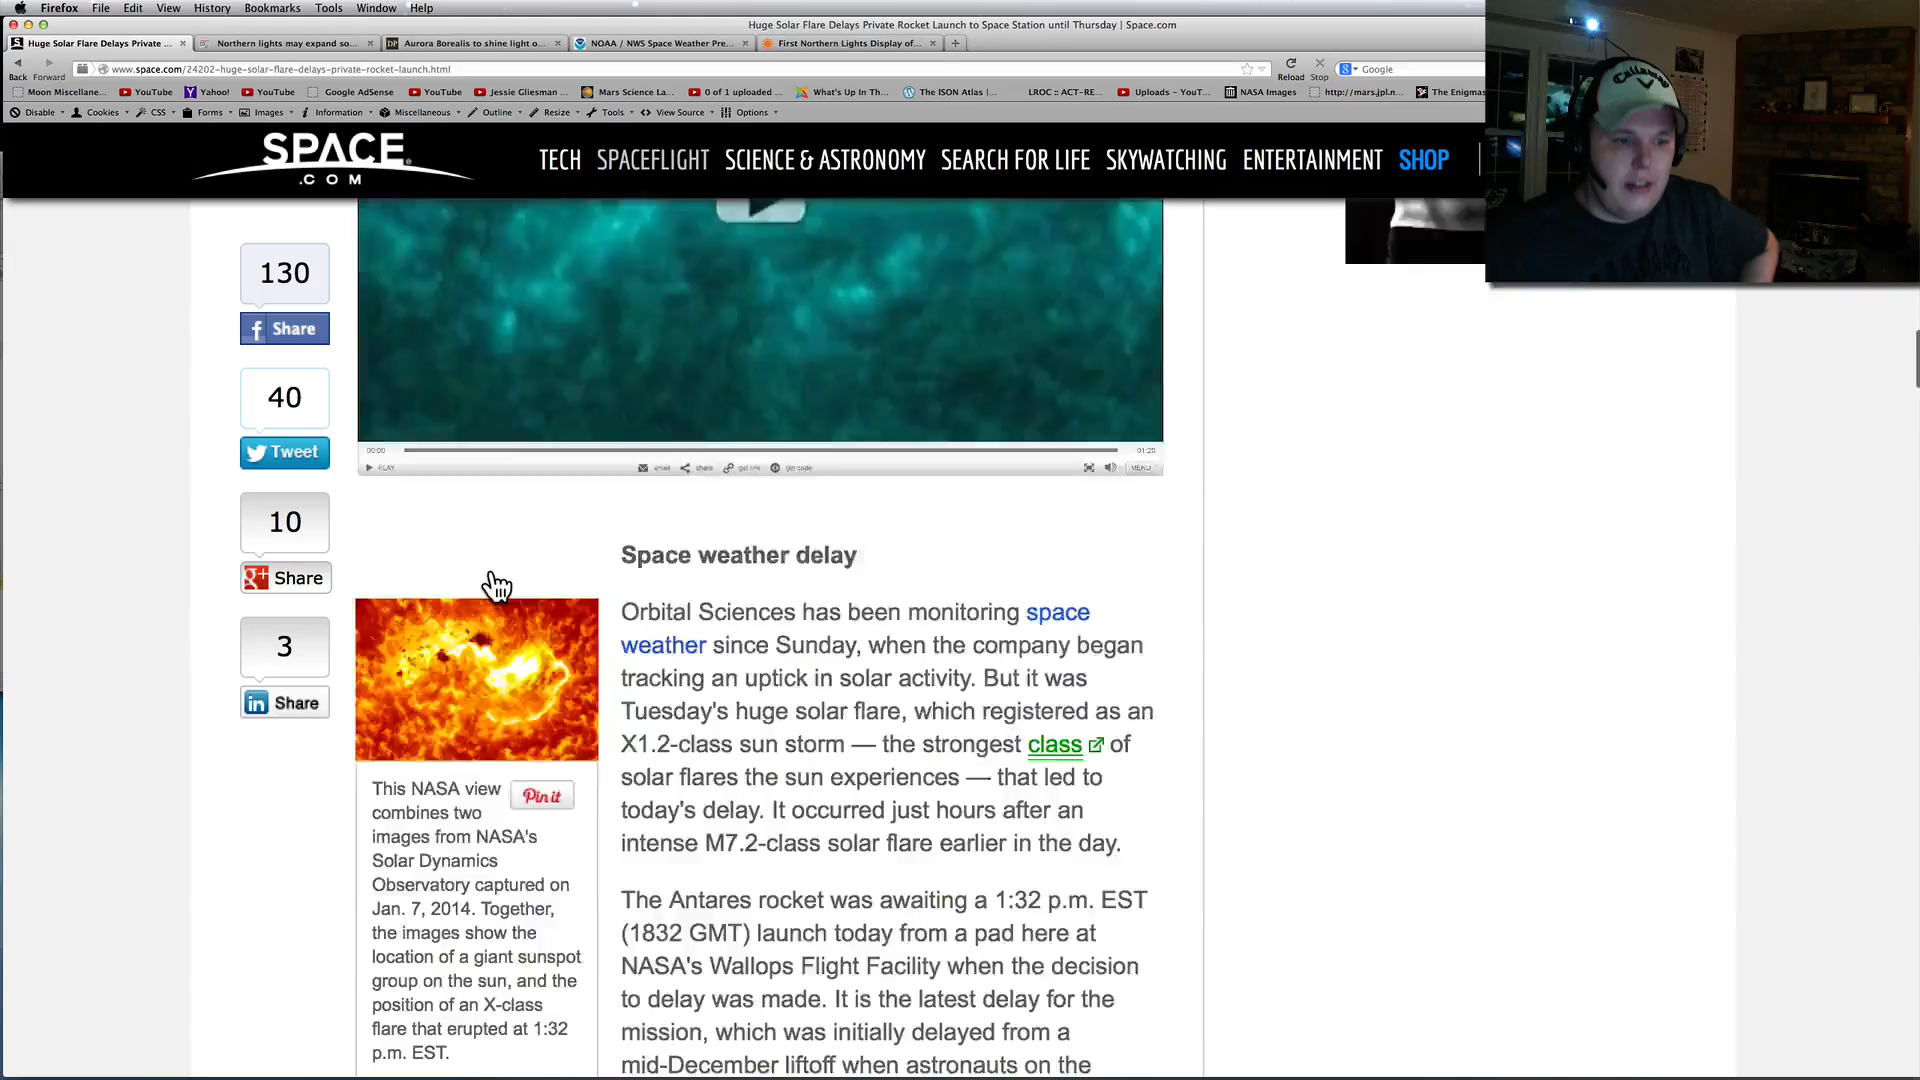 Firefox File Edit View History Bookmarks Tools Window Help
Huge Solar Flare Delays Private Rocket Launch to Space Station until Thursday | Space.com
Huge Solar Flare Delays Private ... Northern lights may expand so... Aurora Borealis to shine light o... NOAA / NWS Space Weather Pre... First Northern Lights Display of...
Back Forward www.space.com/24202-huge-solar-flare-delays-private-rocket-launch.html Reload Stop Google
Moon Miscellane... YouTube Yahoo! YouTube Google AdSense YouTube Jessie Gliesman ... Mars Science La... 0 of 1 uploaded ... What's Up In Th... The ISON Atlas |... LROC :: ACT-RE... Uploads - YouT... NASA Images http://mars.jpl.n... The Enigmas
Disable Cookies CSS Forms Images Information Miscellaneous Outline Resize Tools View Source Options
SPACE.COM
TECH SPACEFLIGHT SCIENCE & ASTRONOMY SEARCH FOR LIFE SKYWATCHING ENTERTAINMENT SHOP
Callaway
130
Share
40
Tweet
10
Share
3
Share
00:00 01:20
PLAY email share get link get code MENU
Space weather delay
Orbital Sciences has been monitoring space
weather since Sunday, when the company began
tracking an uptick in solar activity. But it was
Tuesday's huge solar flare, which registered as an
X1.2-class sun storm — the strongest class of
solar flares the sun experiences — that led to
today's delay. It occurred just hours after an
intense M7.2-class solar flare earlier in the day.
This NASA view Pin it
combines two
images from NASA's
Solar Dynamics
Observatory captured on
Jan. 7, 2014. Together,
the images show the
location of a giant sunspot
group on the sun, and the
position of an X-class
flare that erupted at 1:32
p.m. EST.
The Antares rocket was awaiting a 1:32 p.m. EST
(1832 GMT) launch today from a pad here at
NASA's Wallops Flight Facility when the decision
to delay was made. It is the latest delay for the
mission, which was initially delayed from a
mid-December liftoff when astronauts on the